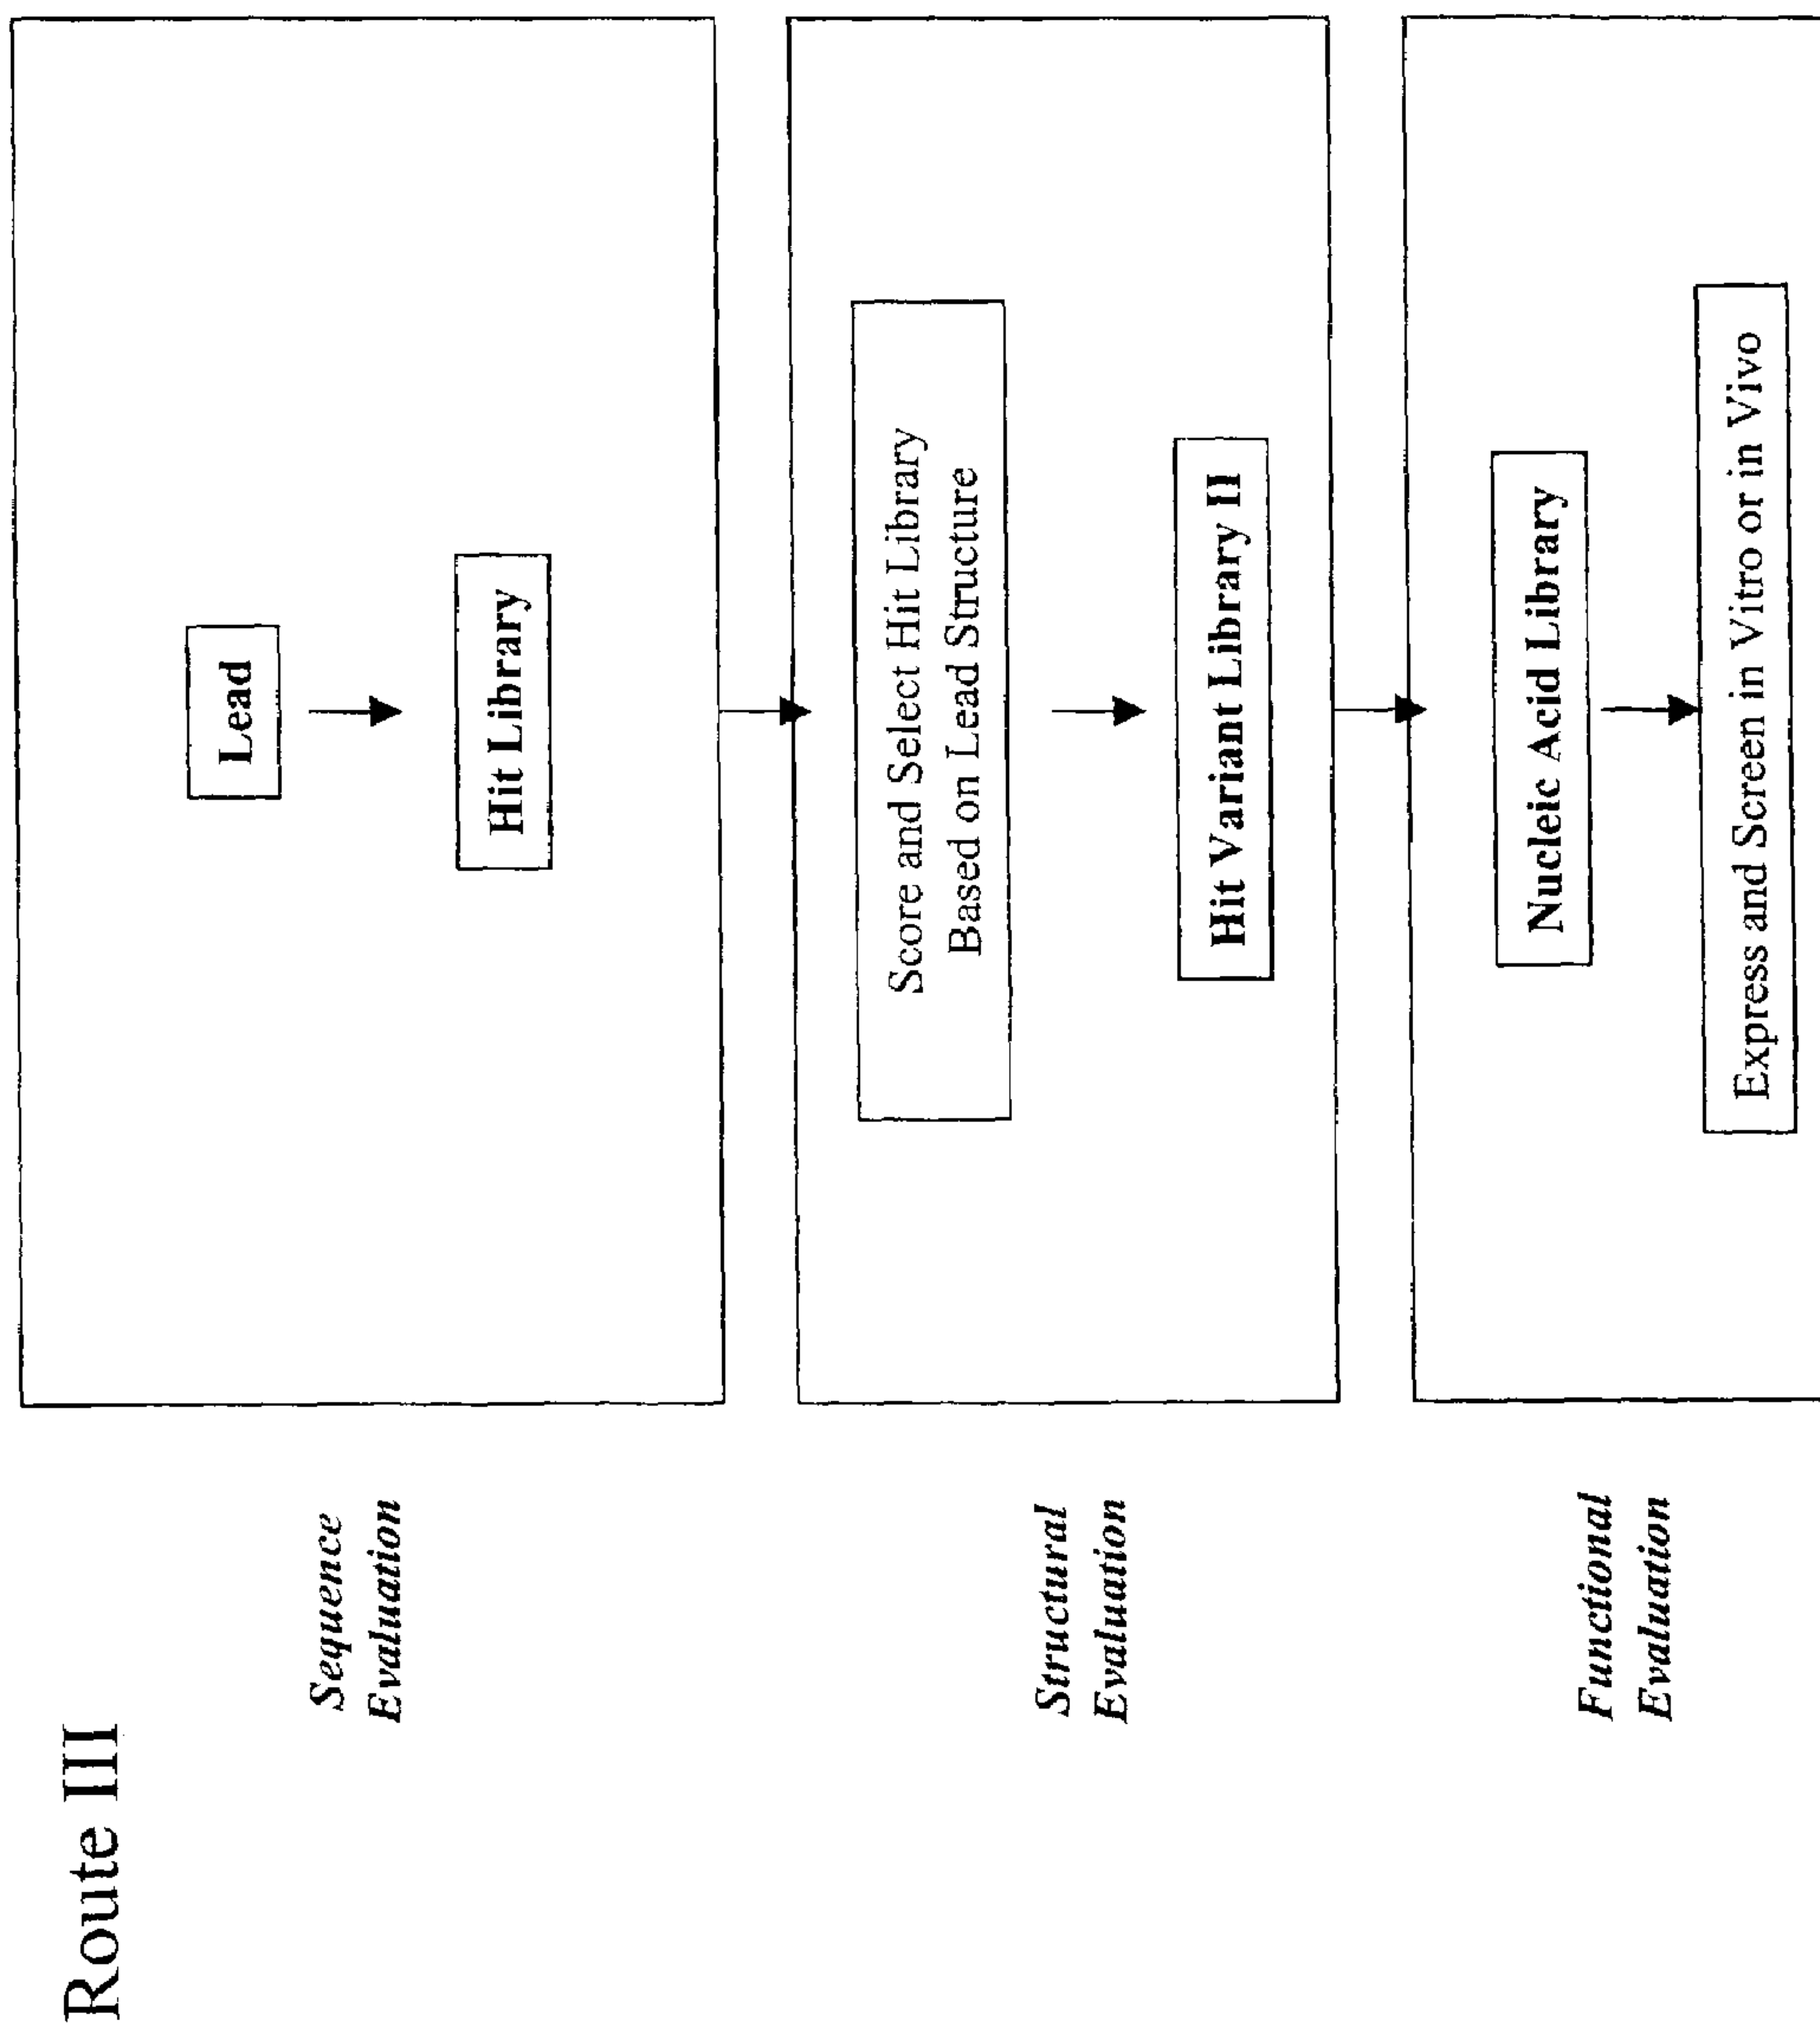 Route III
Sequence
Evaluation
Lead
Hit Library
Structural
Evaluation
Score and Select Hit Library
Based on Lead Structure
Hit Variant Library II
Functional
Evaluation
Nucleic Acid Library
Express and Screen in Vitro or in Vivo